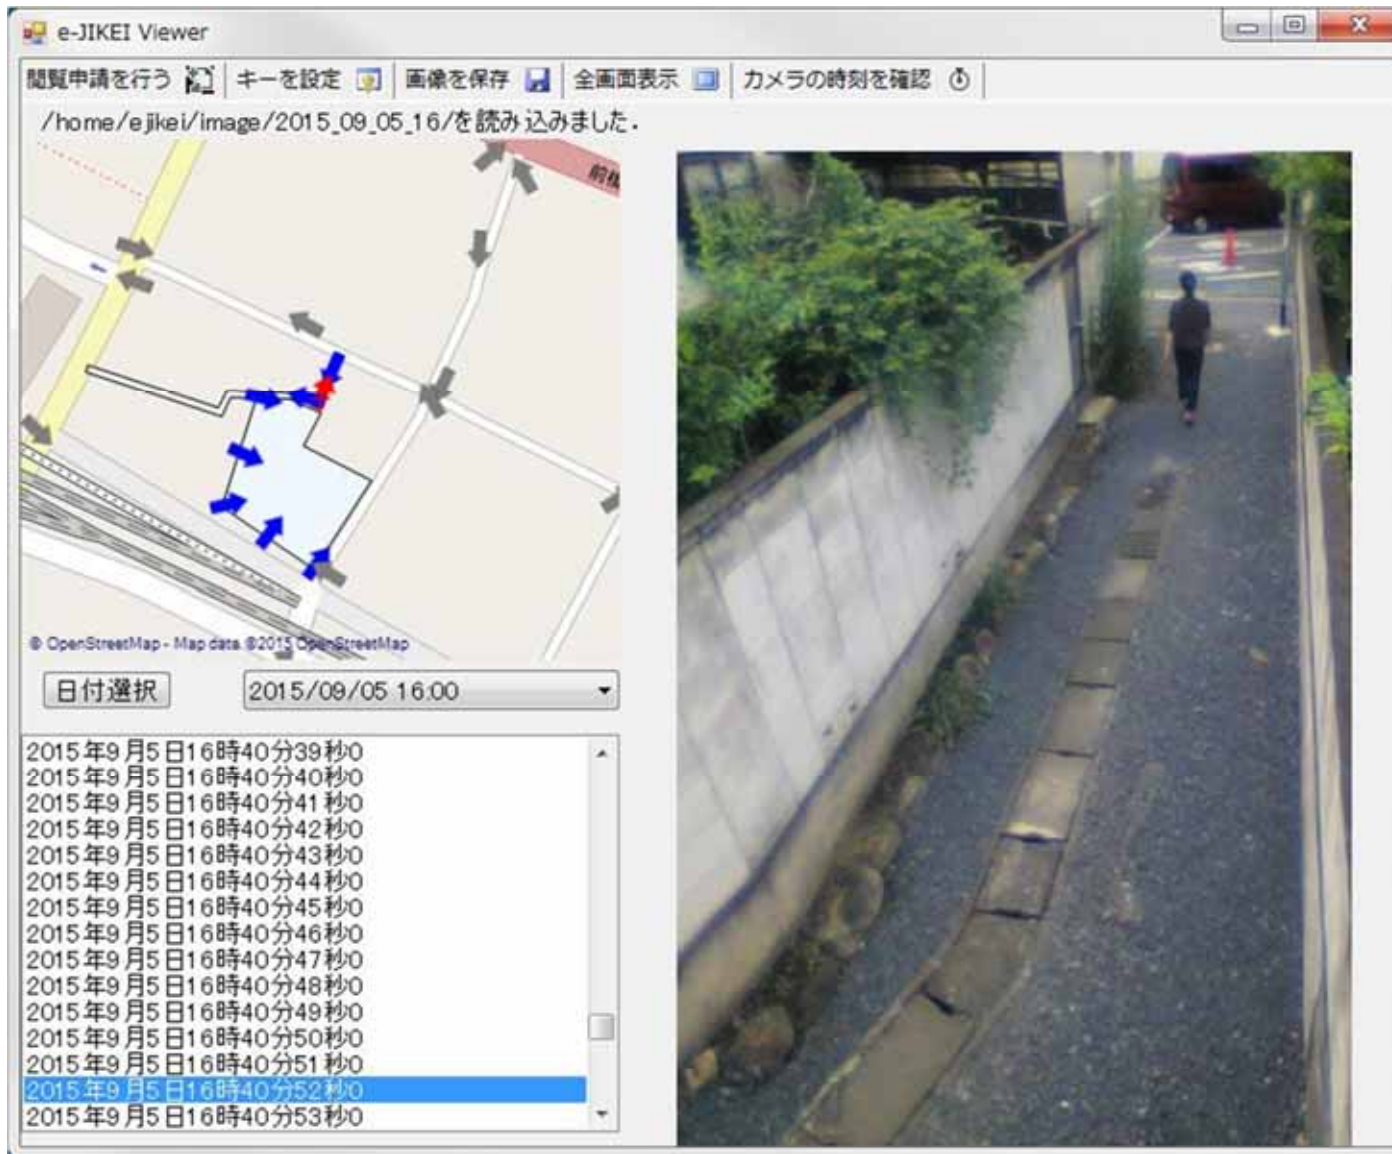 e-JIKEI Viewer
閲覧申請を行う キーを設定 画像を保存 全画面表示 カメラの時刻を確認
/home/ejikei/image/2015_09_05_16/を読み込みました.
前橋
© OpenStreetMap - Map data ©2015 OpenStreetMap
日付選択 2015/09/05 16:00
2015年9月5日16時40分39秒0
2015年9月5日16時40分40秒0
2015年9月5日16時40分41秒0
2015年9月5日16時40分42秒0
2015年9月5日16時40分43秒0
2015年9月5日16時40分44秒0
2015年9月5日16時40分45秒0
2015年9月5日16時40分46秒0
2015年9月5日16時40分47秒0
2015年9月5日16時40分48秒0
2015年9月5日16時40分49秒0
2015年9月5日16時40分50秒0
2015年9月5日16時40分51秒0
2015年9月5日16時40分52秒0
2015年9月5日16時40分53秒0